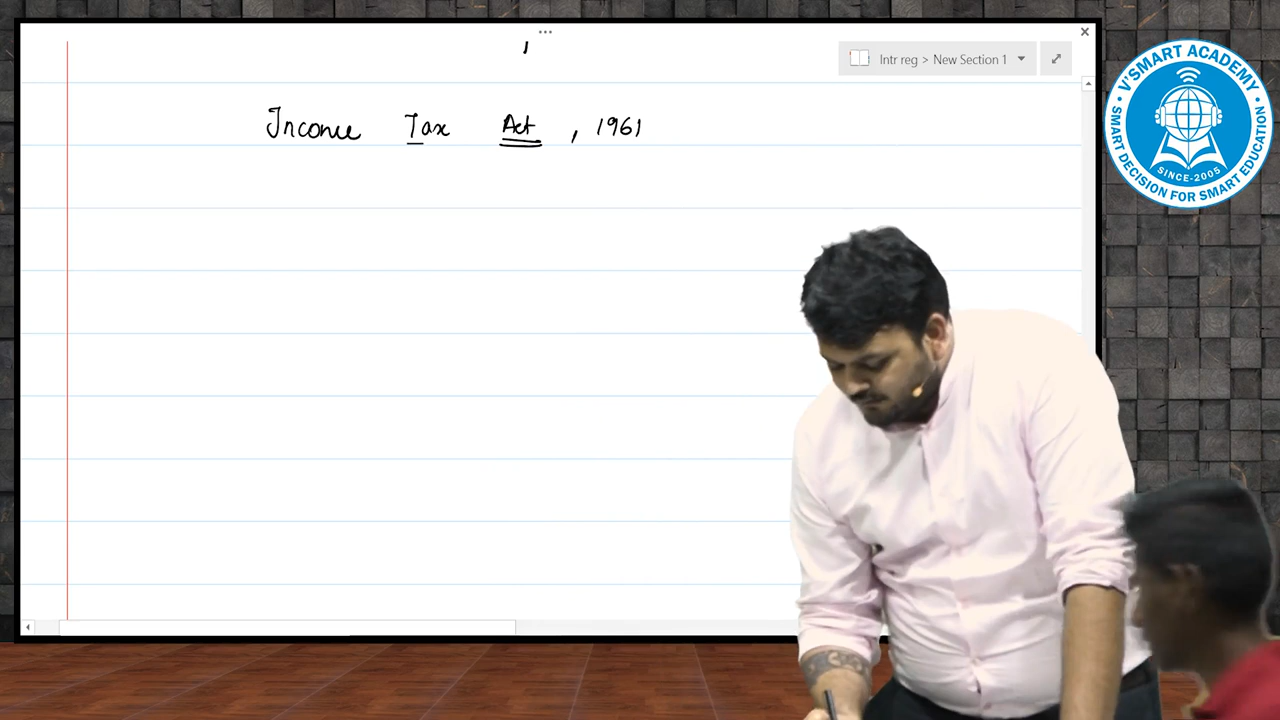 Intr reg > New Section 1
Income Tax Act, 1961
V'SMART ACADEMY
SINCE-2005
SMART DECISION FOR SMART EDUCATION